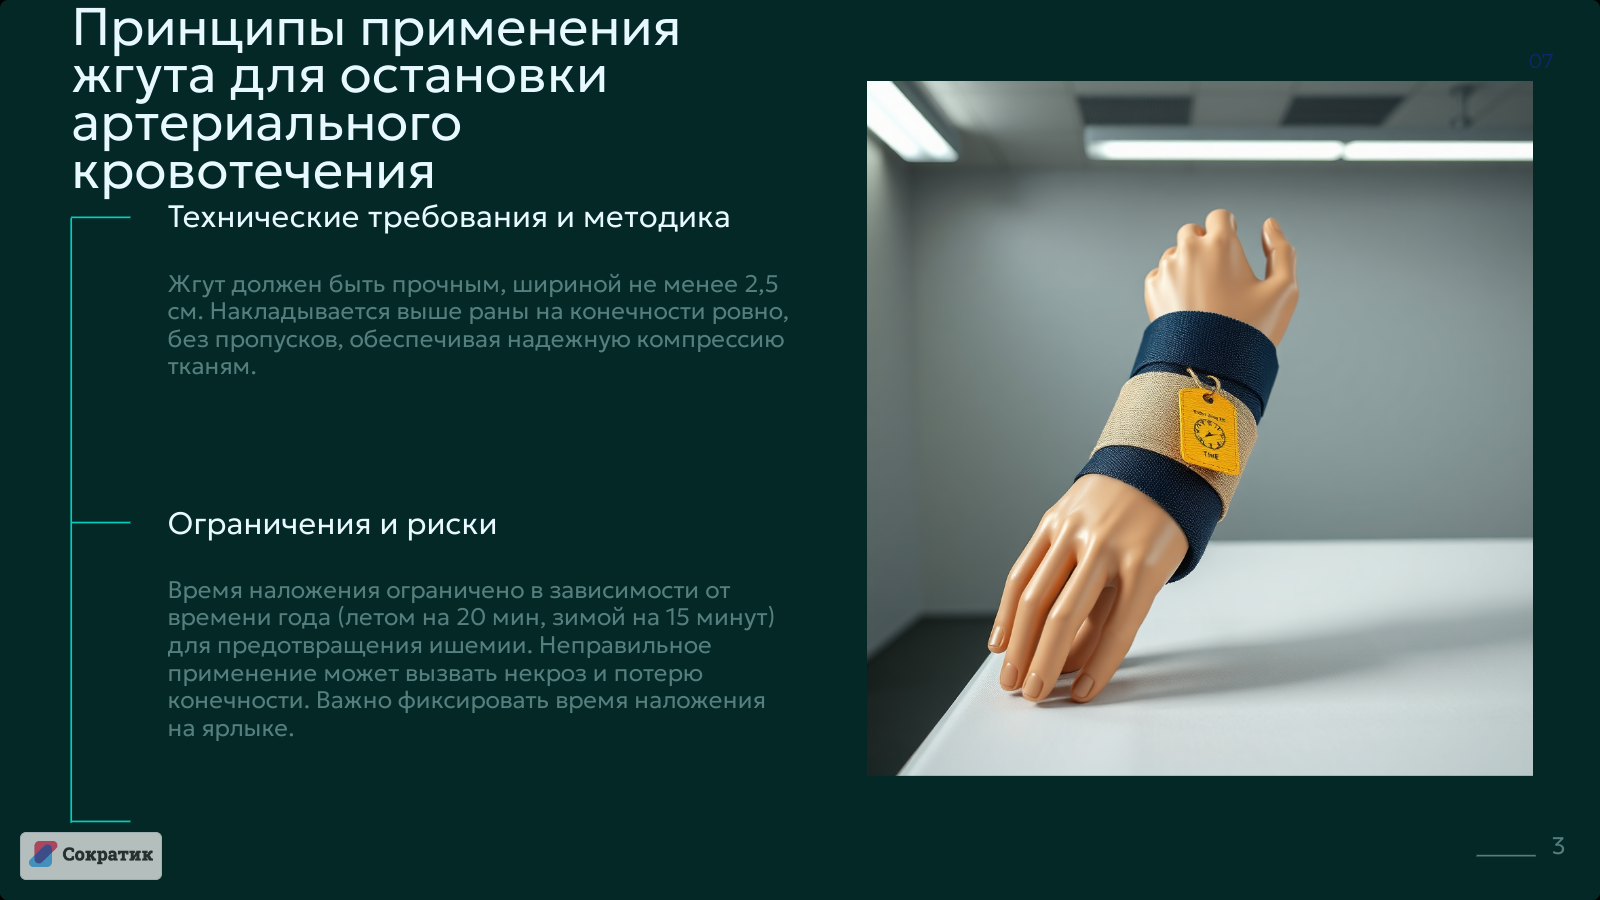 Принципы применения
жгута для остановки
артериального
кровотечения
07
Технические требования и методика
Жгут должен быть прочным, шириной не менее 2,5
см. Накладывается выше раны на конечности ровно,
без пропусков, обеспечивая надежную компрессию
тканям.
Ограничения и риски
Время наложения ограничено в зависимости от
времени года (летом на 20 мин, зимой на 15 минут)
для предотвращения ишемии. Неправильное
применение может вызвать некроз и потерю
конечности. Важно фиксировать время наложения
на ярлыке.
Сократик
3